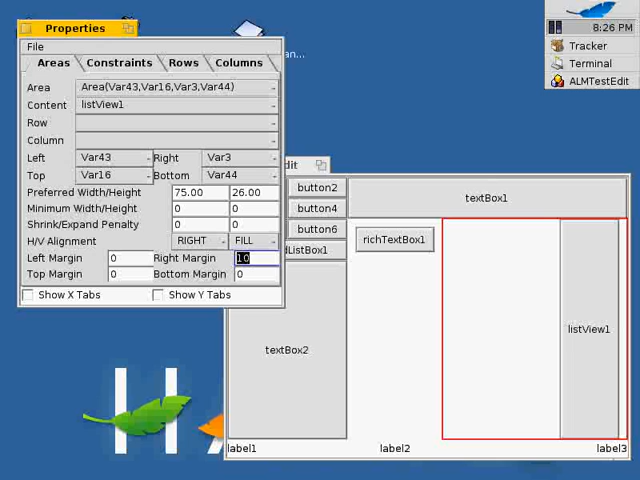 Properties
File
Areas Constraints Rows Columns
Area Area(Var43,Var16,Var3,Var44)
Content listView1
Row
Column
Left Var43 Right Var3
Top Var16 Bottom Var44
Preferred Width/Height 75.00 26.00
Minimum Width/Height 0 0
Shrink/Expand Penalty 0 0
H/V Alignment RIGHT FILL
Left Margin 0 Right Margin 10
Top Margin 0 Bottom Margin 0
Show X Tabs Show Y Tabs
an...
8:26 PM
Tracker
Terminal
ALMTestEdit
dit
button2
button4
button6
dListBox1
textBox1
richTextBox1
textBox2
listView1
label1 label2 label3